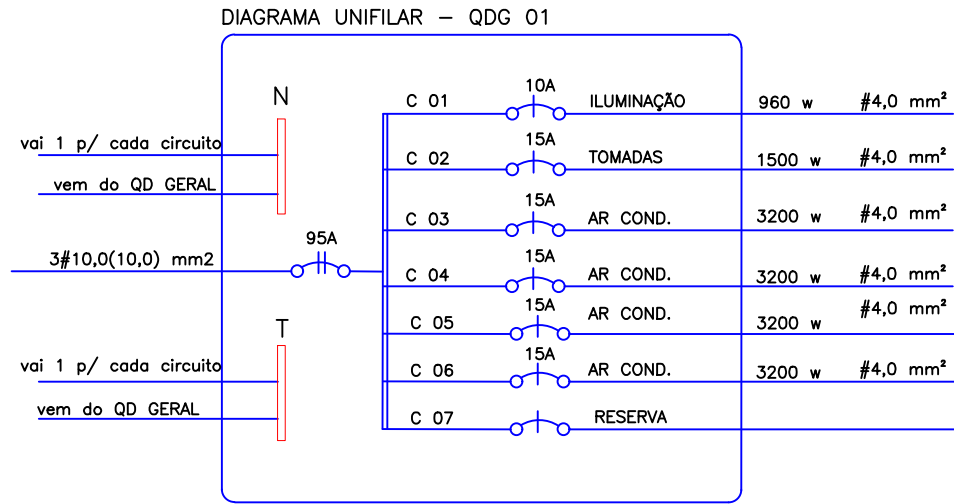 DIAGRAMA UNIFILAR - QDG 01
N
vai 1 p/ cada circuito
vem do QD GERAL
3#10,0(10,0) mm2
95A
T
vai 1 p/ cada circuito
vem do QD GERAL
C 01 10A ILUMINAÇÃO 960 w #4,0 mm²
C 02 15A TOMADAS 1500 w #4,0 mm²
C 03 15A AR COND. 3200 w #4,0 mm²
C 04 15A AR COND. 3200 w #4,0 mm²
C 05 15A AR COND. 3200 w #4,0 mm²
C 06 15A AR COND. 3200 w #4,0 mm²
C 07 RESERVA